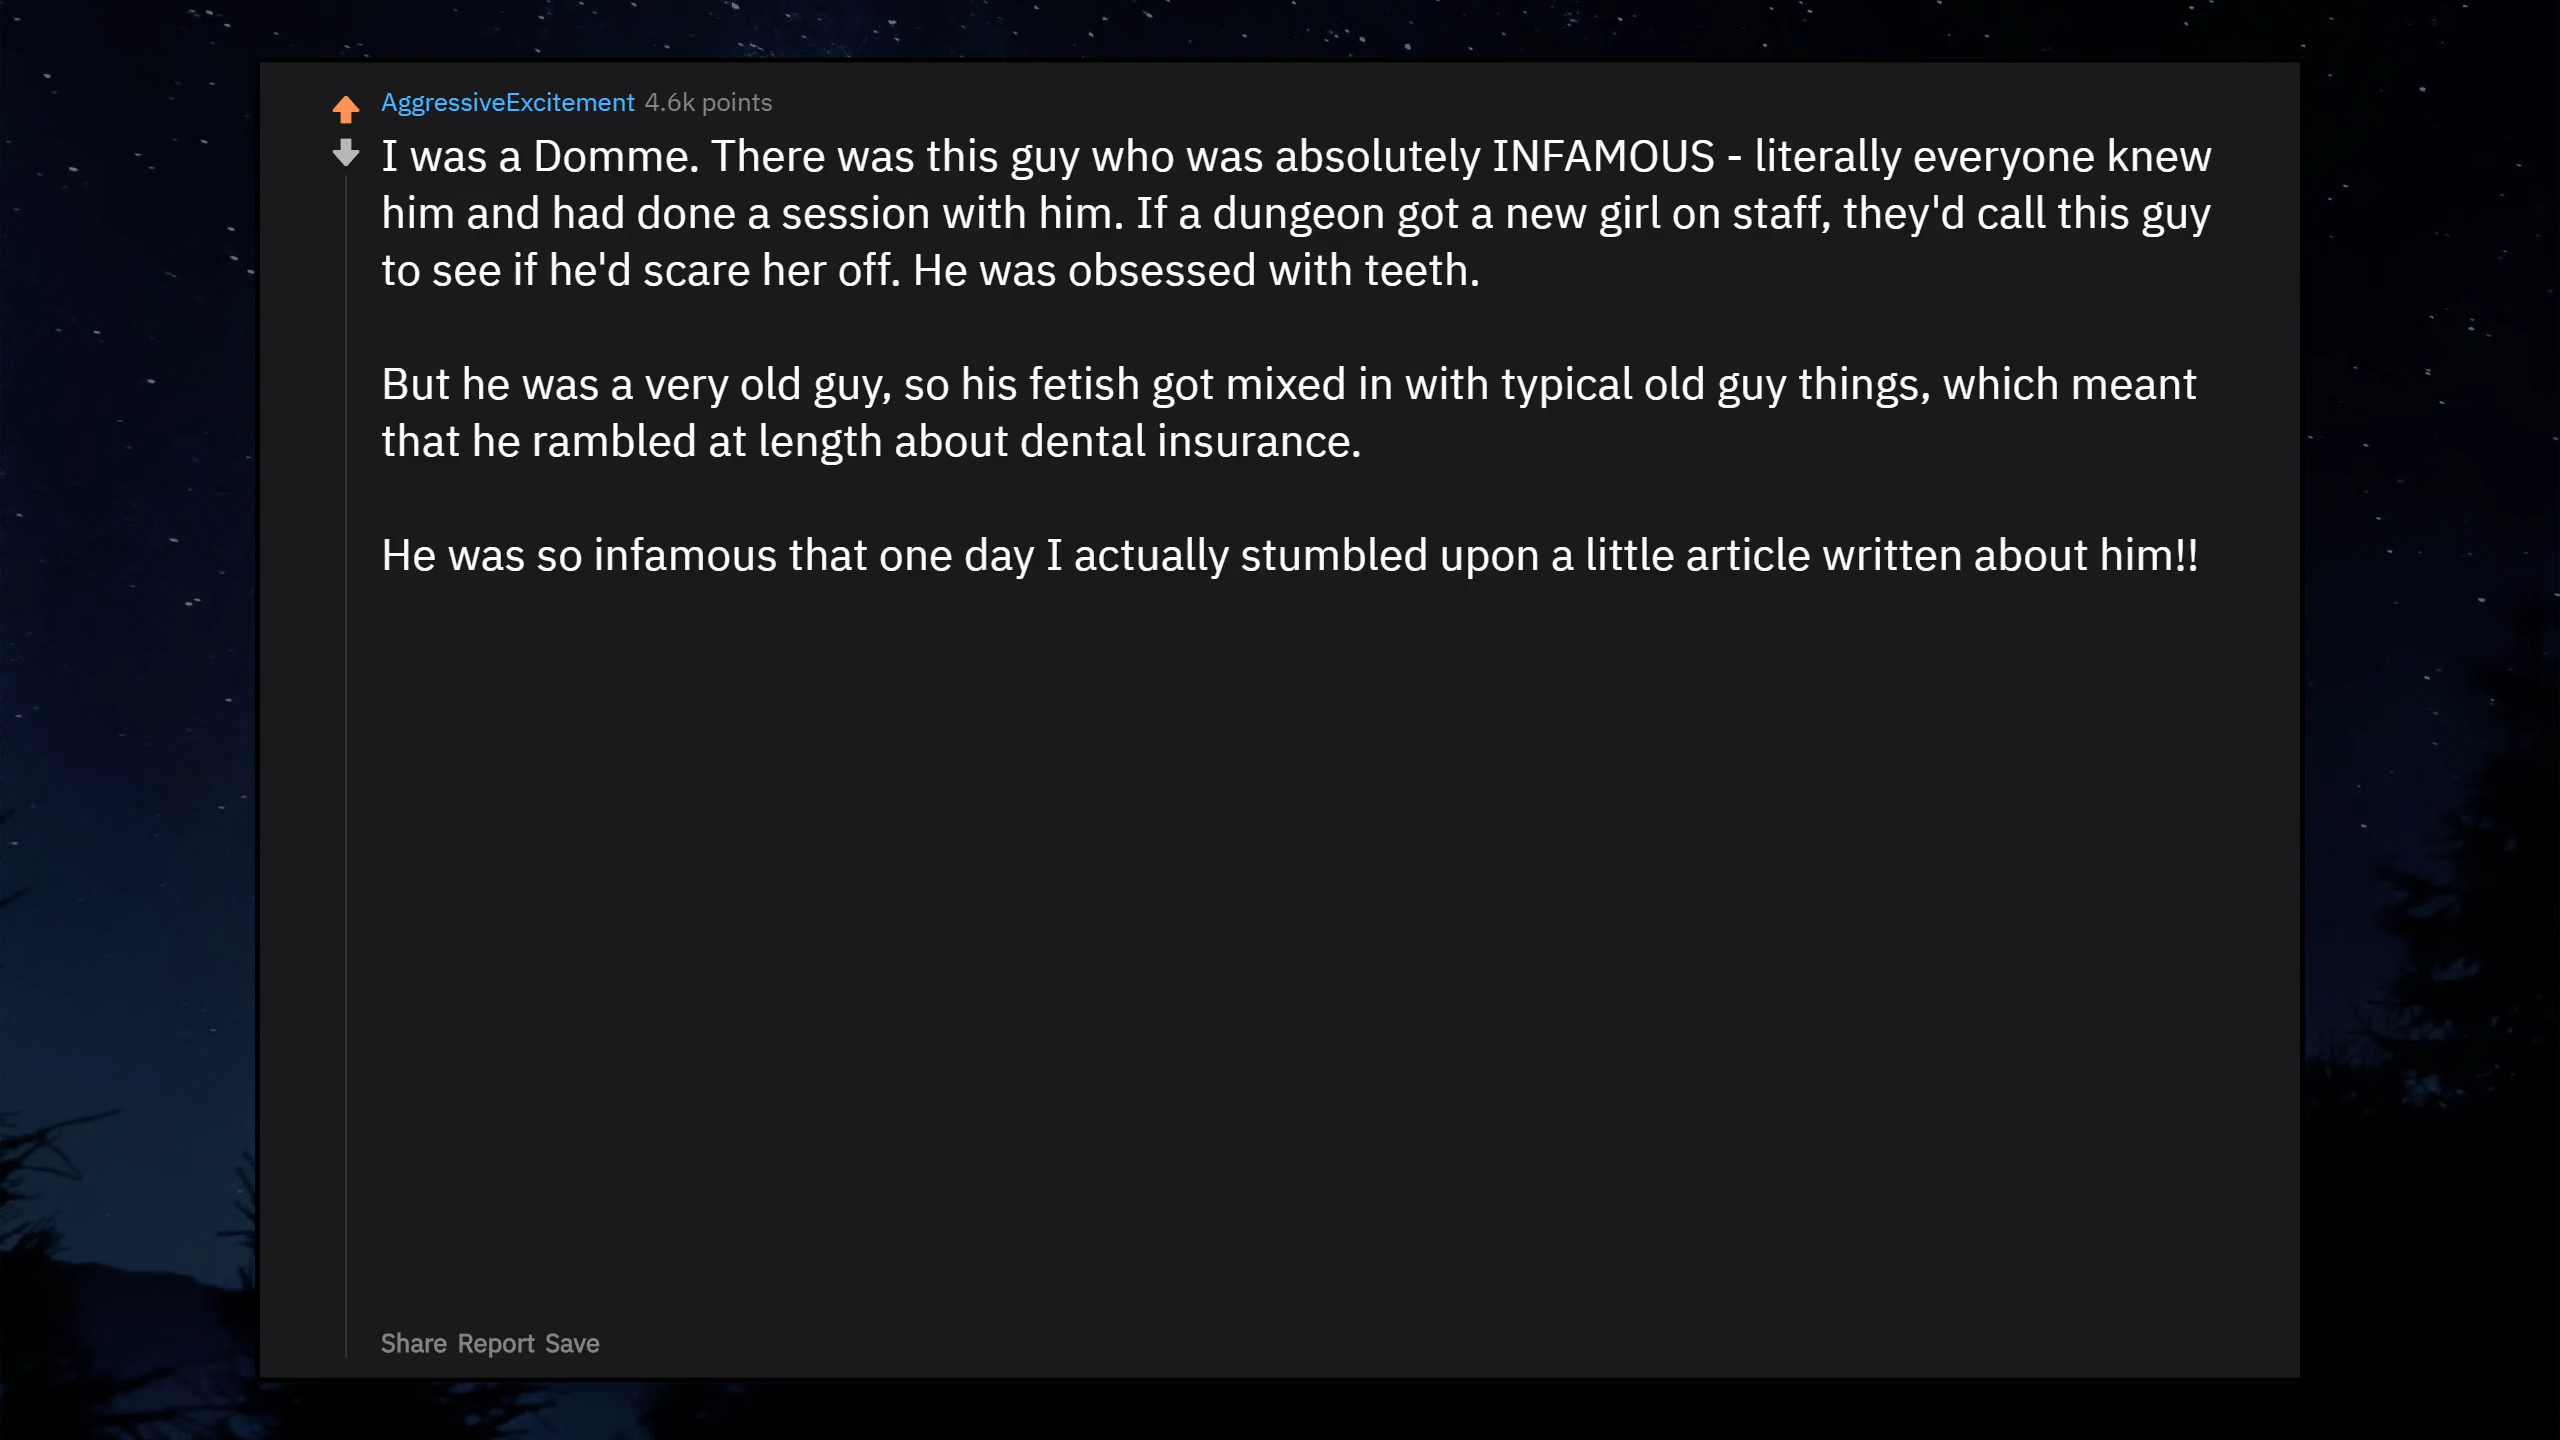 AggressiveExcitement 4.6k points
I was a Domme. There was this guy who was absolutely INFAMOUS - literally everyone knew
him and had done a session with him. If a dungeon got a new girl on staff, they'd call this guy
to see if he'd scare her off. He was obsessed with teeth.
But he was a very old guy, so his fetish got mixed in with typical old guy things, which meant
that he rambled at length about dental insurance.
He was so infamous that one day I actually stumbled upon a little article written about him!!
Share Report Save